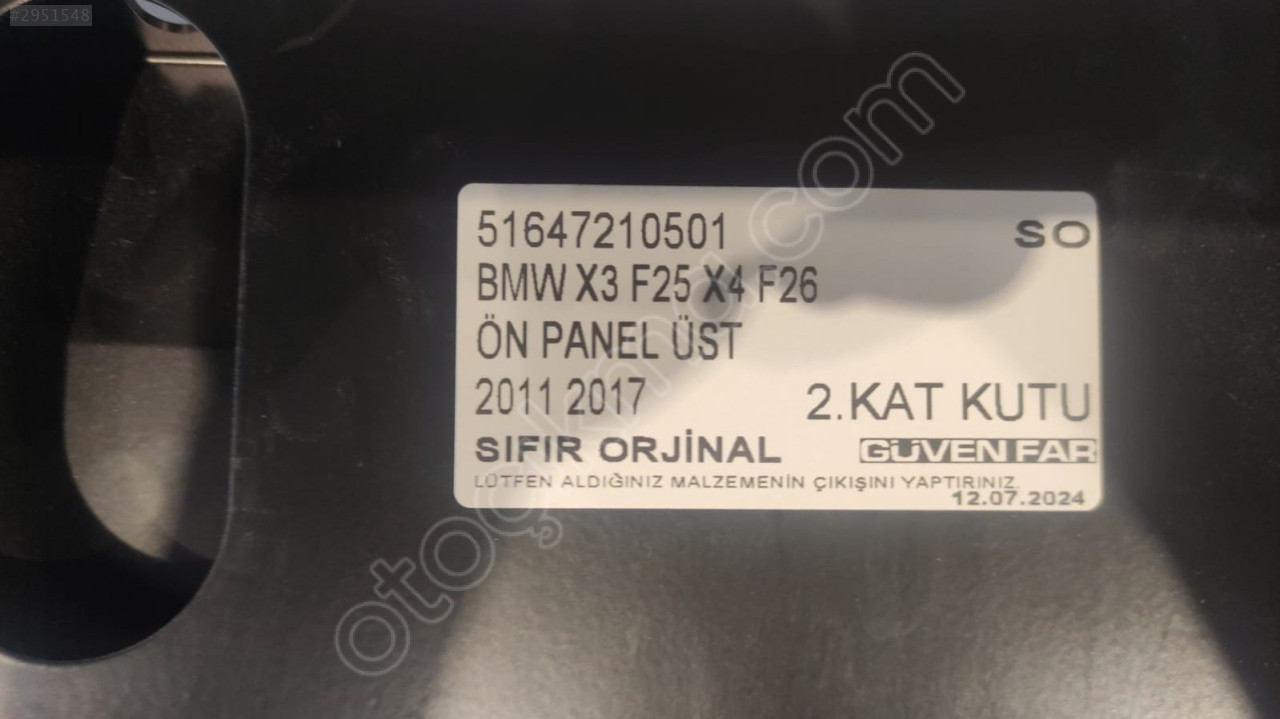 #2951548
51647210501 SO
BMW X3 F25 X4 F26
ÖN PANEL ÜST
2011 2017 2.KAT KUTU
SIFIR ORJİNAL GÜVEN FAR
LÜTFEN ALDIĞINIZ MALZEMENİN ÇIKIŞINI YAPTIRINIZ.
12.07.2024
otoçıkma.com